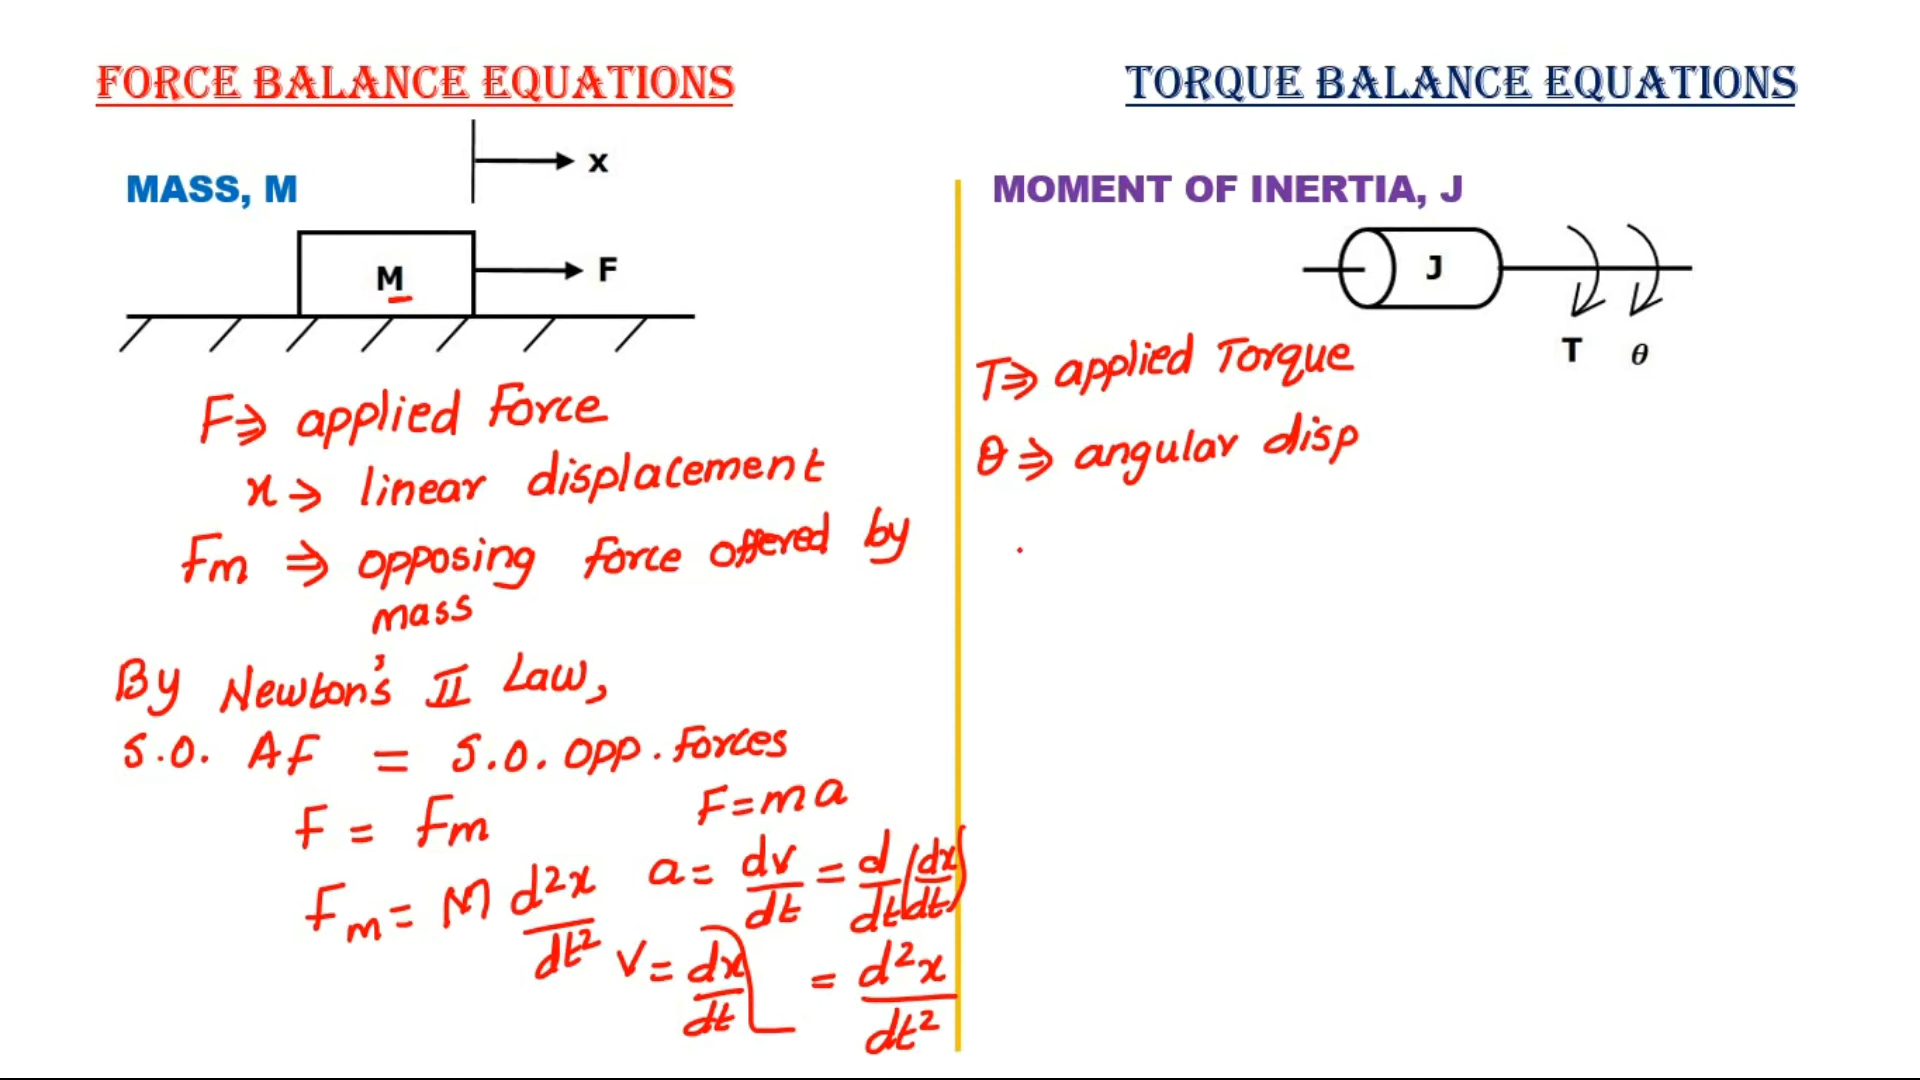 FORCE BALANCE EQUATIONS
MASS, M
x
M
F
F ⇒ applied Force
x ⇒ linear displacement
Fm ⇒ opposing force offered by
mass
By Newton's II Law,
S.O. AF = S.O. opp. Forces
F = Fm
F = ma
Fm = M d²x/dt²
a = dv/dt = d/dt(dx/dt)
v = dx/dt
= d²x/dt²
TORQUE BALANCE EQUATIONS
MOMENT OF INERTIA, J
J
T θ
T ⇒ applied Torque
θ ⇒ angular disp